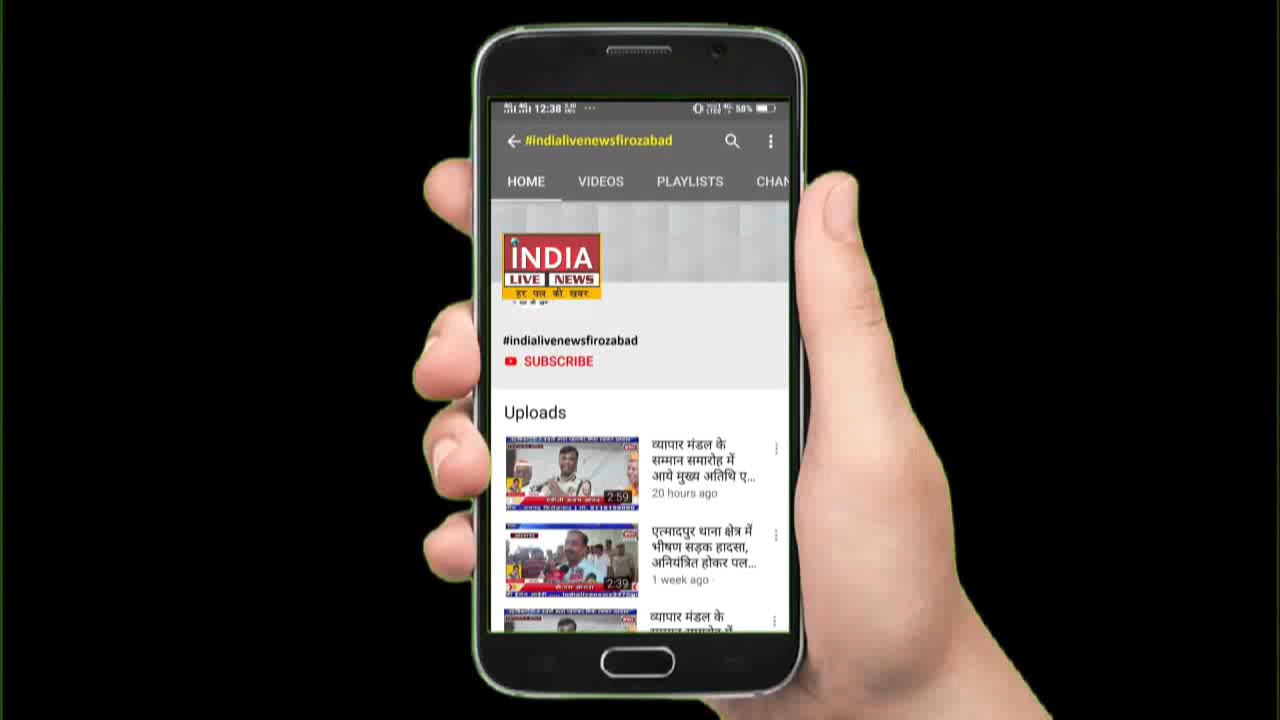 12:38 ... 58%
#indialivenewsfirozabad
HOME VIDEOS PLAYLISTS CHAN
INDIA
LIVE NEWS
हर पल की खबर
#indialivenewsfirozabad
SUBSCRIBE
Uploads
व्यापार मंडल के
सम्मान समारोह में
आये मुख्य अतिथि ए...
20 hours ago
2:59
एत्मादपुर थाना क्षेत्र में
भीषण सड़क हादसा,
अनियंत्रित होकर पल...
1 week ago
2:39
व्यापार मंडल के